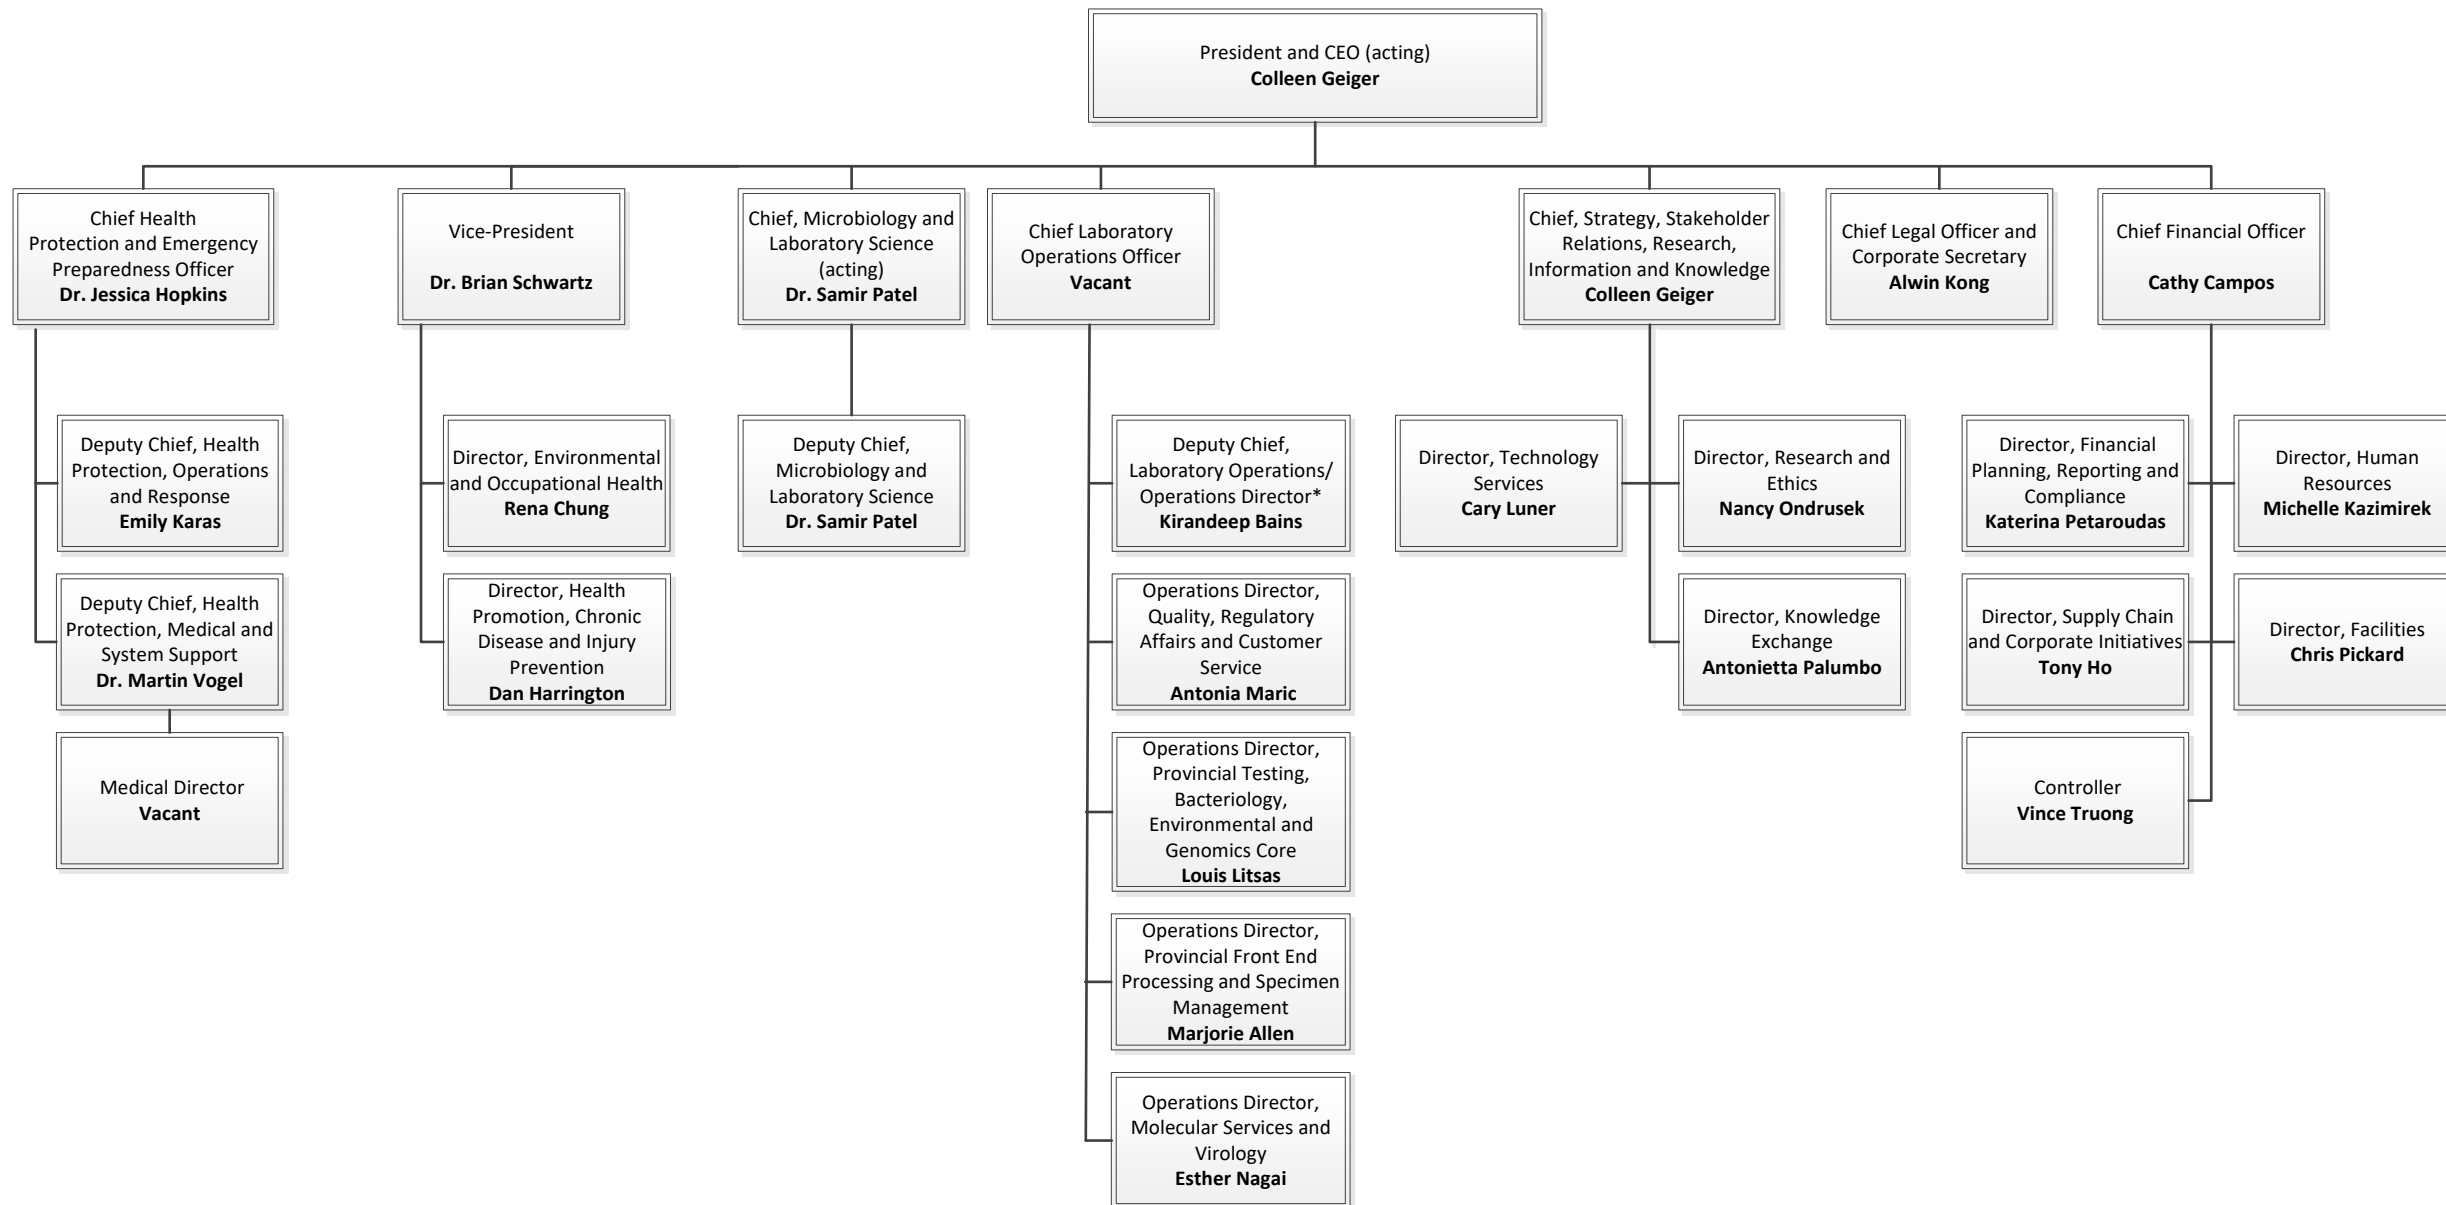 President and CEO (acting)
Colleen Geiger
Chief Health
Protection and Emergency
Preparedness Officer
Dr. Jessica Hopkins
Vice-President
Dr. Brian Schwartz
Chief, Microbiology and
Laboratory Science
(acting)
Dr. Samir Patel
Chief Laboratory
Operations Officer
Vacant
Chief, Strategy, Stakeholder
Relations, Research,
Information and Knowledge
Colleen Geiger
Chief Legal Officer and
Corporate Secretary
Alwin Kong
Chief Financial Officer
Cathy Campos
Deputy Chief, Health
Protection, Operations
and Response
Emily Karas
Director, Environmental
and Occupational Health
Rena Chung
Deputy Chief,
Microbiology and
Laboratory Science
Dr. Samir Patel
Deputy Chief,
Laboratory Operations/
Operations Director*
Kirandeep Bains
Director, Technology
Services
Cary Luner
Director, Research and
Ethics
Nancy Ondrusek
Director, Financial
Planning, Reporting and
Compliance
Katerina Petaroudas
Director, Human
Resources
Michelle Kazimirek
Deputy Chief, Health
Protection, Medical and
System Support
Dr. Martin Vogel
Director, Health
Promotion, Chronic
Disease and Injury
Prevention
Dan Harrington
Operations Director,
Quality, Regulatory
Affairs and Customer
Service
Antonia Maric
Director, Knowledge
Exchange
Antonietta Palumbo
Director, Supply Chain
and Corporate Initiatives
Tony Ho
Director, Facilities
Chris Pickard
Medical Director
Vacant
Operations Director,
Provincial Testing,
Bacteriology,
Environmental and
Genomics Core
Louis Litsas
Controller
Vince Truong
Operations Director,
Provincial Front End
Processing and Specimen
Management
Marjorie Allen
Operations Director,
Molecular Services and
Virology
Esther Nagai